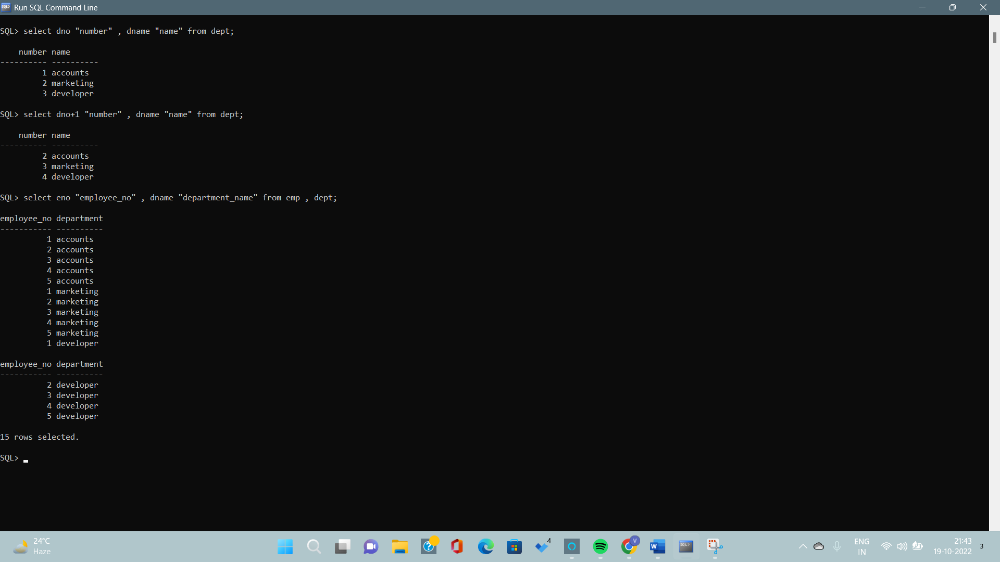 Run SQL Command Line
SQL> select dno "number" , dname "name" from dept;
    number name
---------- ----------
         1 accounts
         2 marketing
         3 developer
SQL> select dno+1 "number" , dname "name" from dept;
    number name
---------- ----------
         2 accounts
         3 marketing
         4 developer
SQL> select eno "employee_no" , dname "department_name" from emp , dept;
employee_no department
----------- ----------
          1 accounts
          2 accounts
          3 accounts
          4 accounts
          5 accounts
          1 marketing
          2 marketing
          3 marketing
          4 marketing
          5 marketing
          1 developer
employee_no department
----------- ----------
          2 developer
          3 developer
          4 developer
          5 developer
15 rows selected.
SQL>
24°C
Haze
4
V
W
SQL>
ENG
IN
21:43
19-10-2022
3